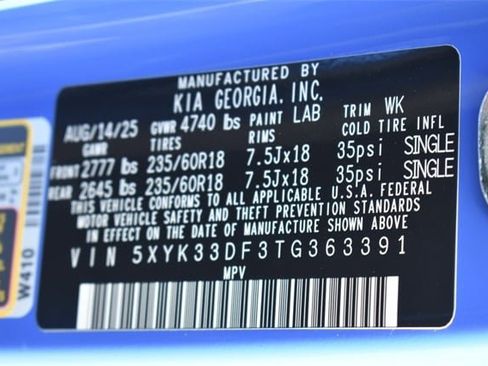 MANUFACTURED BY
KIA GEORGIA, INC.
AUG/14/25 GVWR 4740 lbs PAINT LAB TRIM WK
GAWR TIRES RIMS COLD TIRE INFL
FRONT 2777 lbs 235/60R18 7.5Jx18 35psi SINGLE
REAR 2645 lbs 235/60R18 7.5Jx18 35psi SINGLE
THIS VEHICLE CONFORMS TO ALL APPLICABLE U.S.A. FEDERAL
MOTOR VEHICLE SAFETY AND THEFT PREVENTION STANDARDS
IN EFFECT ON THE DATE OF MANUFACTURE SHOWN ABOVE
VIN 5XYK33DF3TG363391
MPV
W410